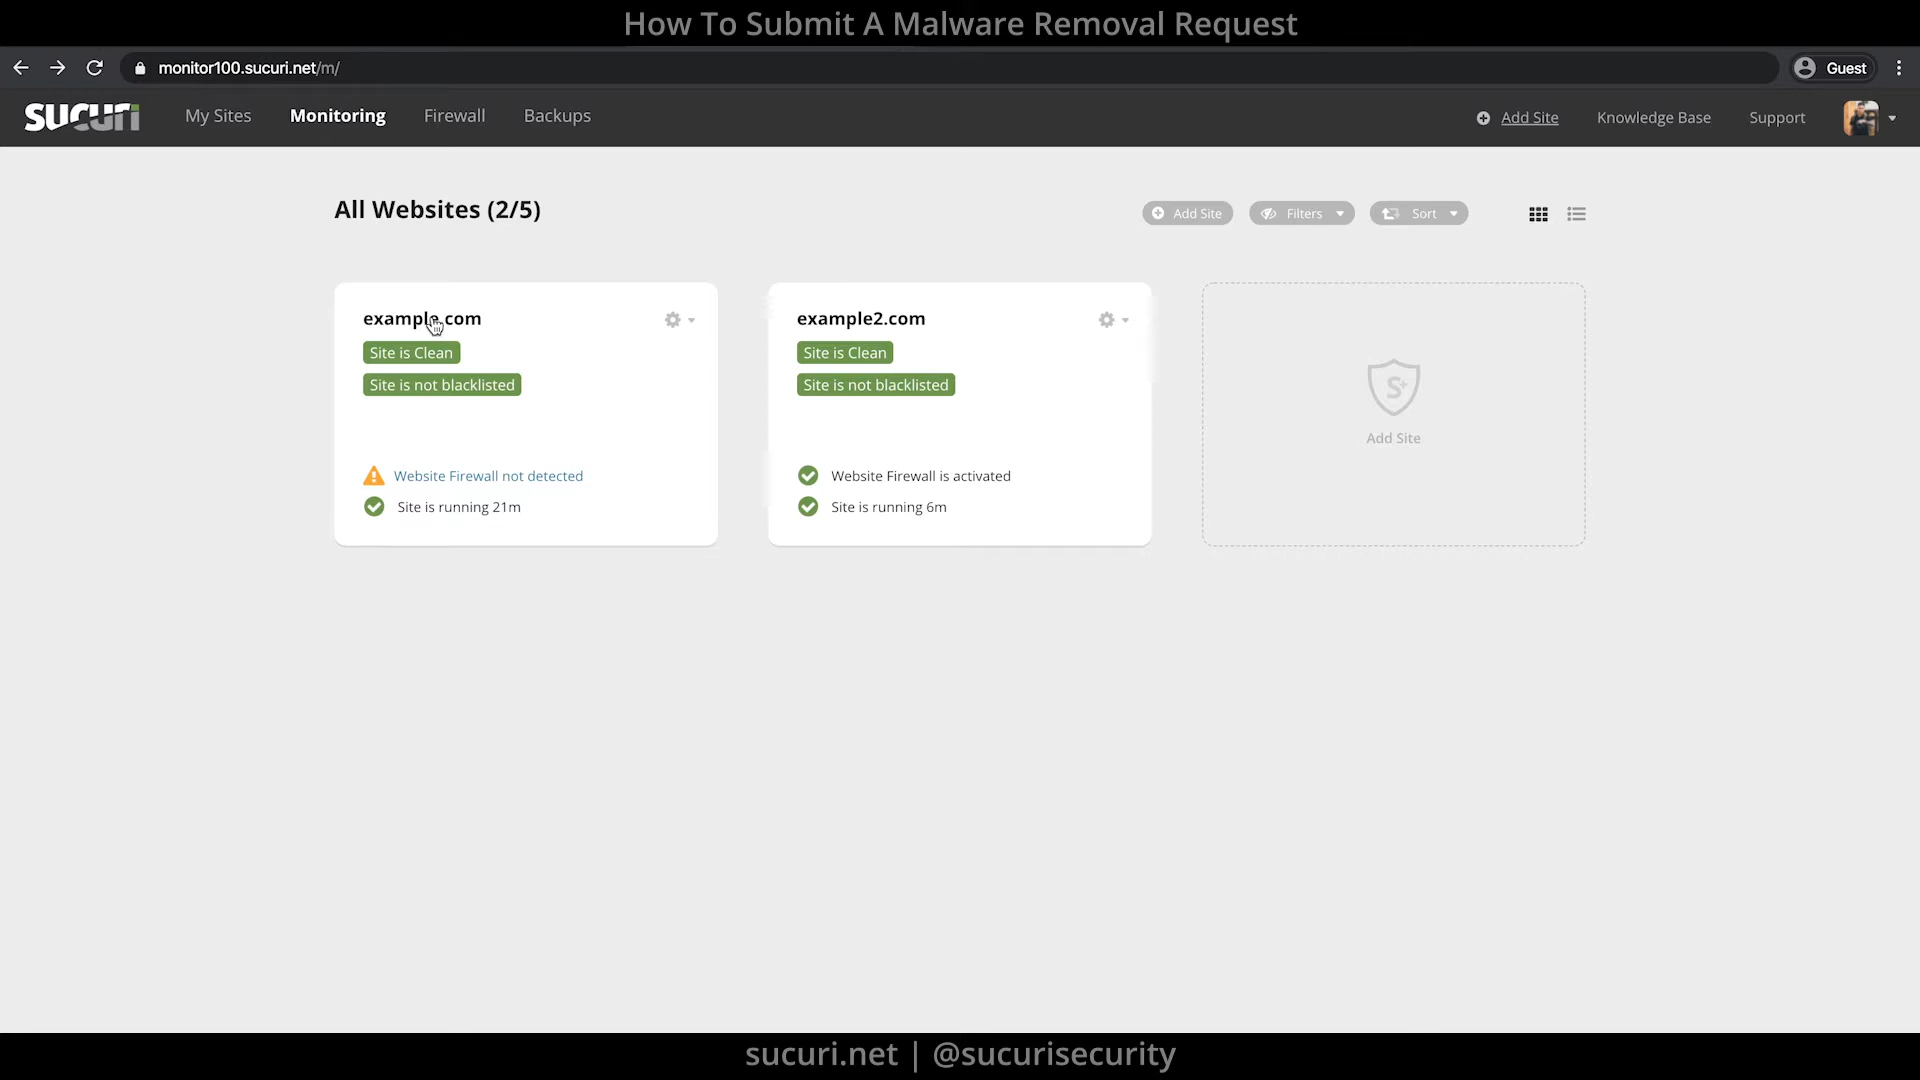 How To Submit A Malware Removal Request
monitor100.sucuri.net/m/
Guest
sucuri
My Sites
Monitoring
Firewall
Backups
Add Site
Knowledge Base
Support
All Websites (2/5)
Add Site
Filters
Sort
example.com
Site is Clean
Site is not blacklisted
Website Firewall not detected
Site is running 21m
example2.com
Site is Clean
Site is not blacklisted
Website Firewall is activated
Site is running 6m
S+
Add Site
sucuri.net | @sucurisecurity